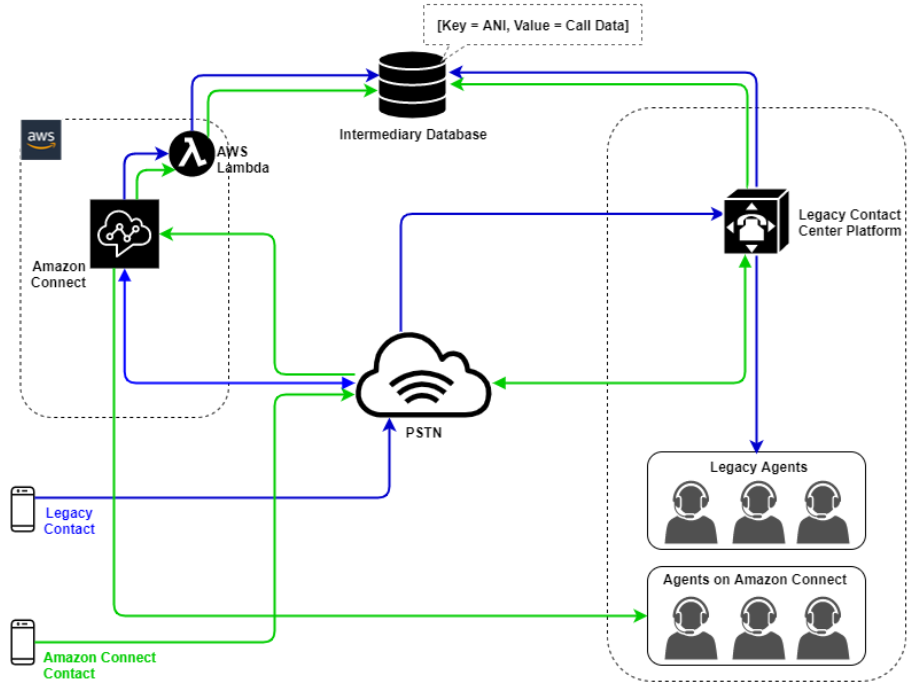 [Key = ANI, Value = Call Data]
Intermediary Database
aws
AWS
Lambda
Legacy Contact
Center Platform
Amazon
Connect
PSTN
Legacy Agents
Legacy
Contact
Agents on Amazon Connect
Amazon Connect
Contact